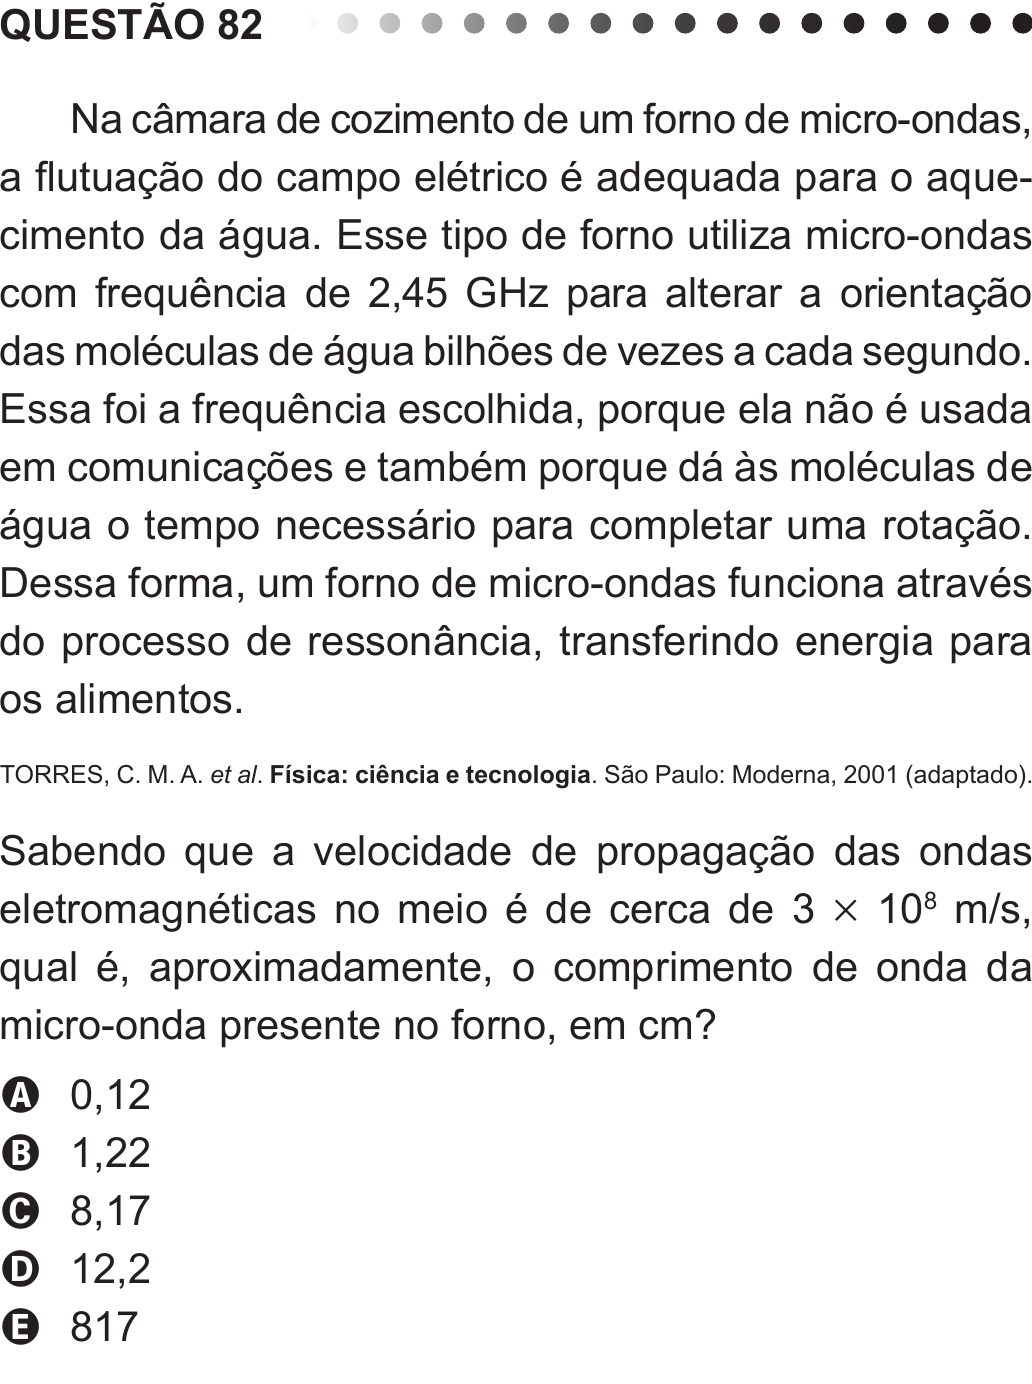 QUESTÃO 82
Na câmara de cozimento de um forno de micro-ondas,
a flutuação do campo elétrico é adequada para o aque-
cimento da água. Esse tipo de forno utiliza micro-ondas
com frequência de 2,45 GHz para alterar a orientação
das moléculas de água bilhões de vezes a cada segundo.
Essa foi a frequência escolhida, porque ela não é usada
em comunicações e também porque dá às moléculas de
água o tempo necessário para completar uma rotação.
Dessa forma, um forno de micro-ondas funciona através
do processo de ressonância, transferindo energia para
os alimentos.
TORRES, C. M. A. et al. Física: ciência e tecnologia. São Paulo: Moderna, 2001 (adaptado).
Sabendo que a velocidade de propagação das ondas
eletromagnéticas no meio é de cerca de 3 × 10⁸ m/s,
qual é, aproximadamente, o comprimento de onda da
micro-onda presente no forno, em cm?
A 0,12
B 1,22
C 8,17
D 12,2
E 817